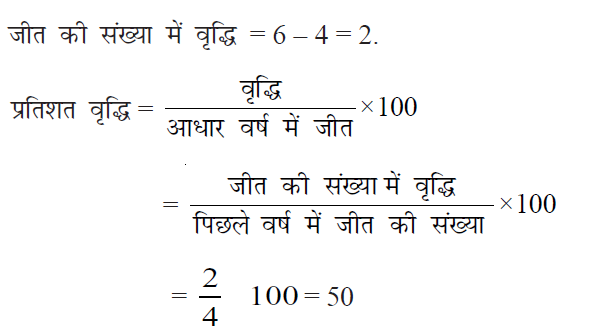 जीत की संख्या में वृद्धि = 6 – 4 = 2.
प्रतिशत वृद्धि = वृद्धि / आधार वर्ष में जीत ×100
= जीत की संख्या में वृद्धि / पिछले वर्ष में जीत की संख्या ×100
= 2 / 4 100 = 50